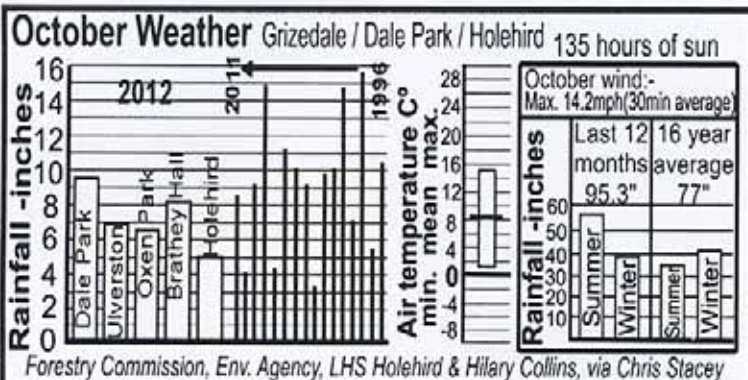 October Weather Grizedale / Dale Park / Holehird 135 hours of sun
Rainfall -inches
16
14
12
10
8
6
4
2
0
2012
2011
1996
Dale Park
Ulverston
Oxen Park
Brathey Hall
Holehird
Air temperature C°
min. mean max.
28
24
20
16
12
8
4
0
-4
-8
October wind:-
Max. 14.2mph(30min average)
Rainfall -inches
Last 12
months
95.3"
16 year
average
77"
60
50
40
30
20
10
Summer
Winter
Summer
Winter
Forestry Commission, Env. Agency, LHS Holehird & Hilary Collins, via Chris Stacey